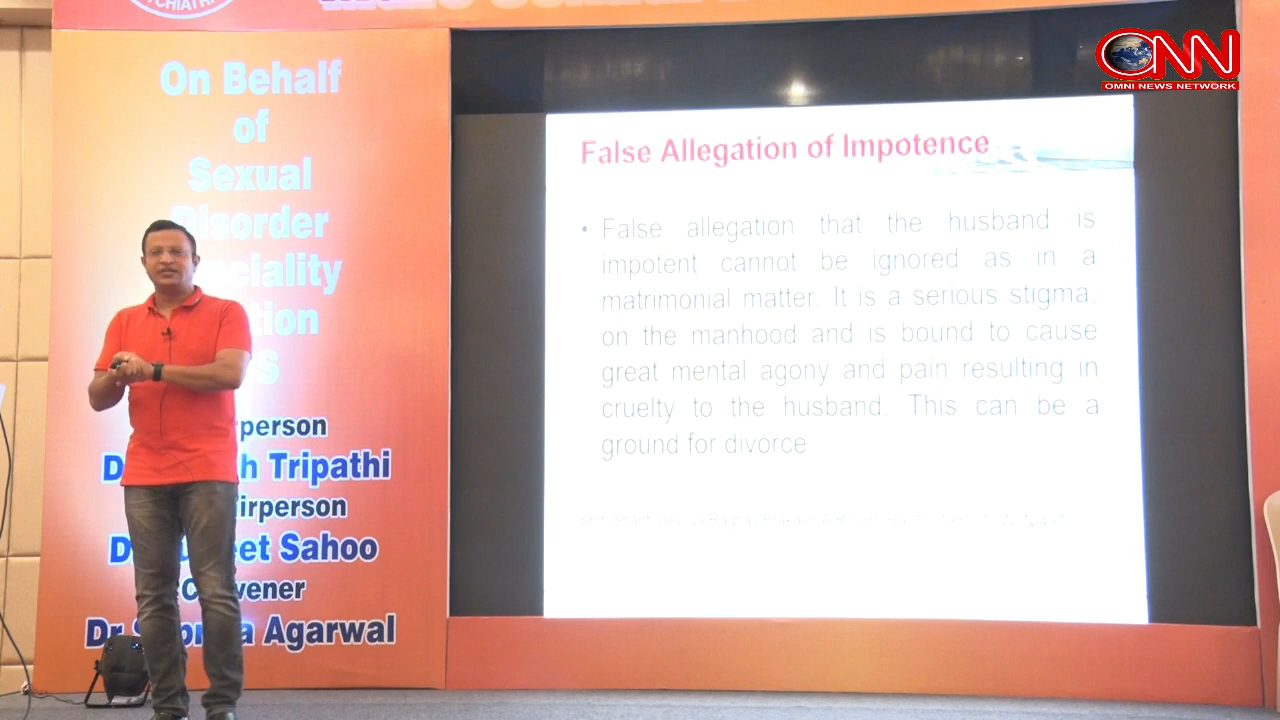 ONN
OMNI NEWS NETWORK
On Behalf
of
Sexual
Disorder
person
Tripathi
Sahoo
Dr
Agarwal
False Allegation of Impotence
• False allegation that the husband is
impotent cannot be ignored as in a
matrimonial matter. It is a serious stigma.
on the manhood and is bound to cause
great mental agony and pain resulting in
cruelty to the husband. This can be a
ground for divorce